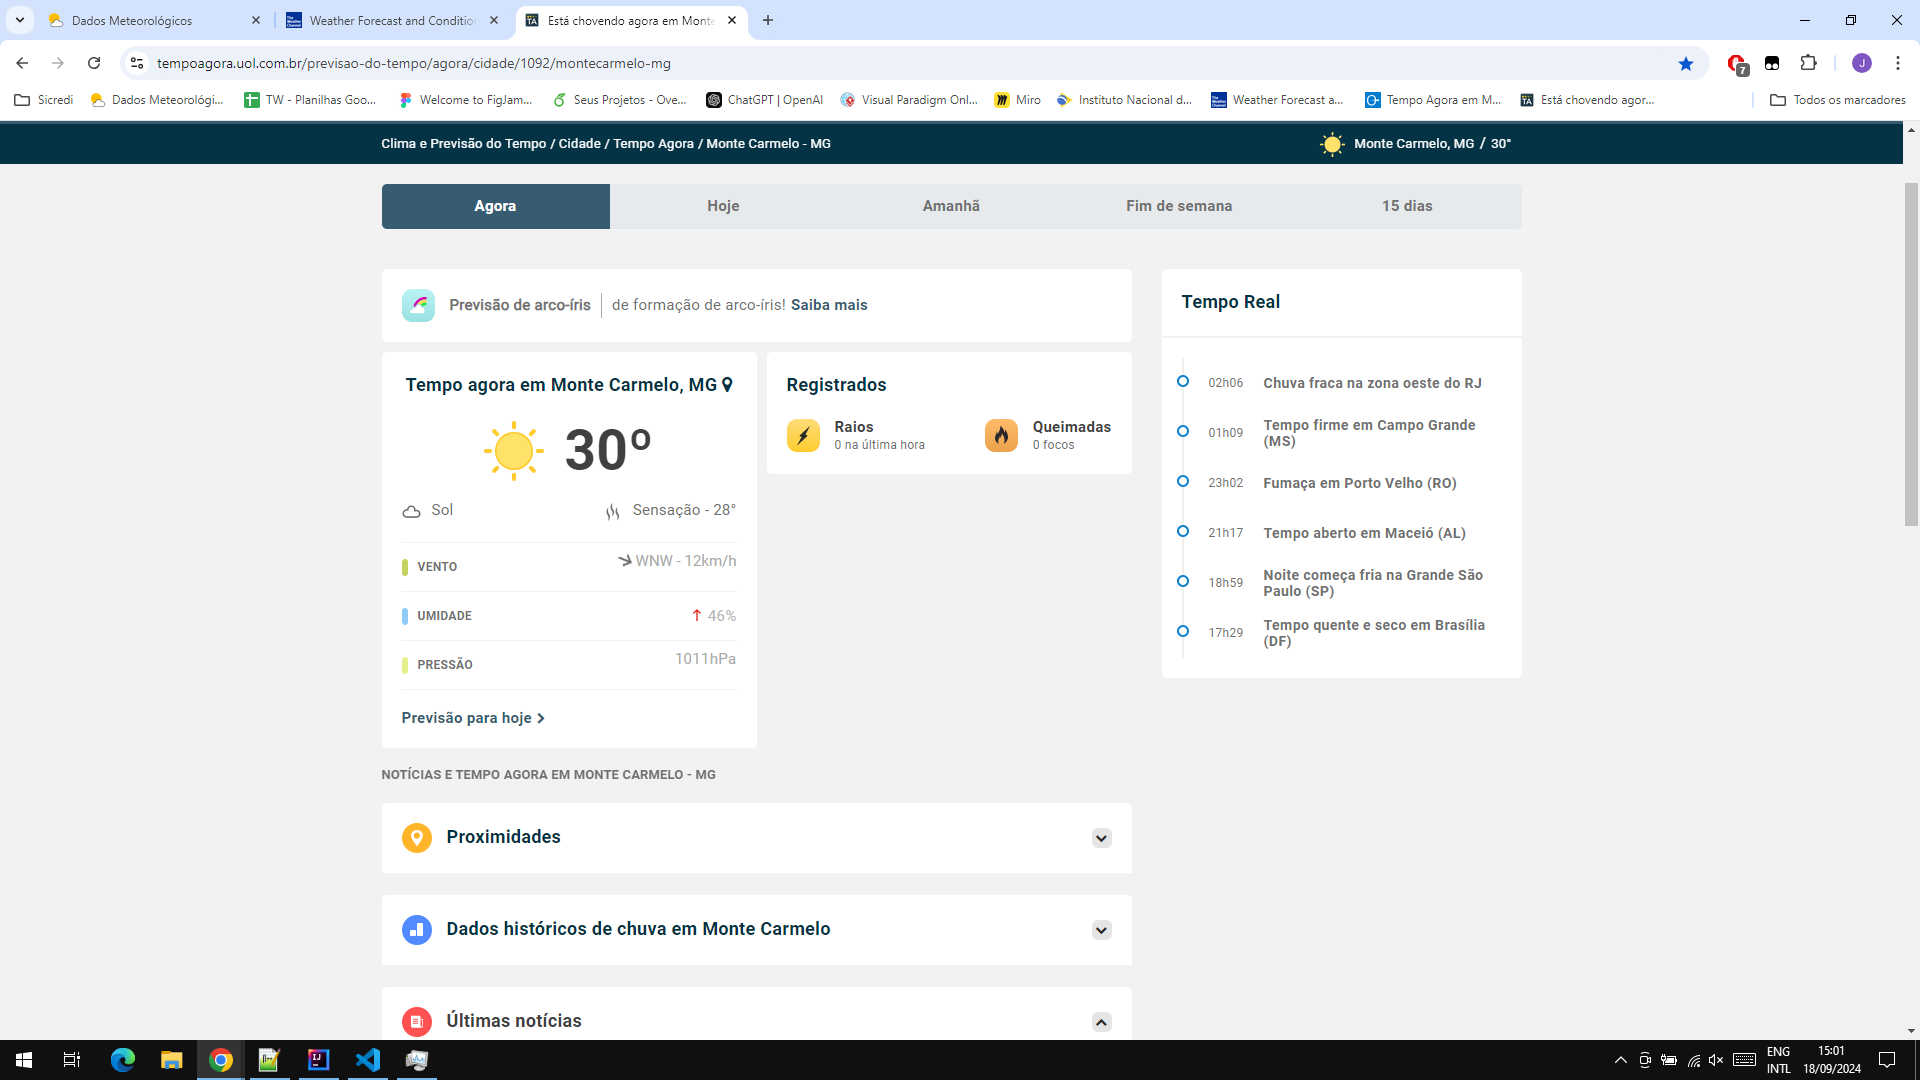 Dados Meteorológicos
Weather Forecast and Conditio
Está chovendo agora em Monte
tempoagora.uol.com.br/previsao-do-tempo/agora/cidade/1092/montecarmelo-mg
7
J
Sicredi
Dados Meteorológi...
TW - Planilhas Goo...
Welcome to FigJam...
Seus Projetos - Ove...
ChatGPT | OpenAI
Visual Paradigm Onl...
Miro
Instituto Nacional d...
Weather Forecast a...
Tempo Agora em M...
Está chovendo agor...
Todos os marcadores
Clima e Previsão do Tempo / Cidade / Tempo Agora / Monte Carmelo - MG
Monte Carmelo, MG / 30°
Agora
Hoje
Amanhã
Fim de semana
15 dias
Previsão de arco-íris
de formação de arco-íris! Saiba mais
Tempo agora em Monte Carmelo, MG
30º
Sol
Sensação - 28°
VENTO
WNW - 12km/h
UMIDADE
46%
PRESSÃO
1011hPa
Previsão para hoje
Registrados
Raios
0 na última hora
Queimadas
0 focos
Tempo Real
02h06
Chuva fraca na zona oeste do RJ
01h09
Tempo firme em Campo Grande
(MS)
23h02
Fumaça em Porto Velho (RO)
21h17
Tempo aberto em Maceió (AL)
18h59
Noite começa fria na Grande São
Paulo (SP)
17h29
Tempo quente e seco em Brasília
(DF)
NOTÍCIAS E TEMPO AGORA EM MONTE CARMELO - MG
Proximidades
Dados históricos de chuva em Monte Carmelo
Últimas notícias
ENG
INTL
15:01
18/09/2024